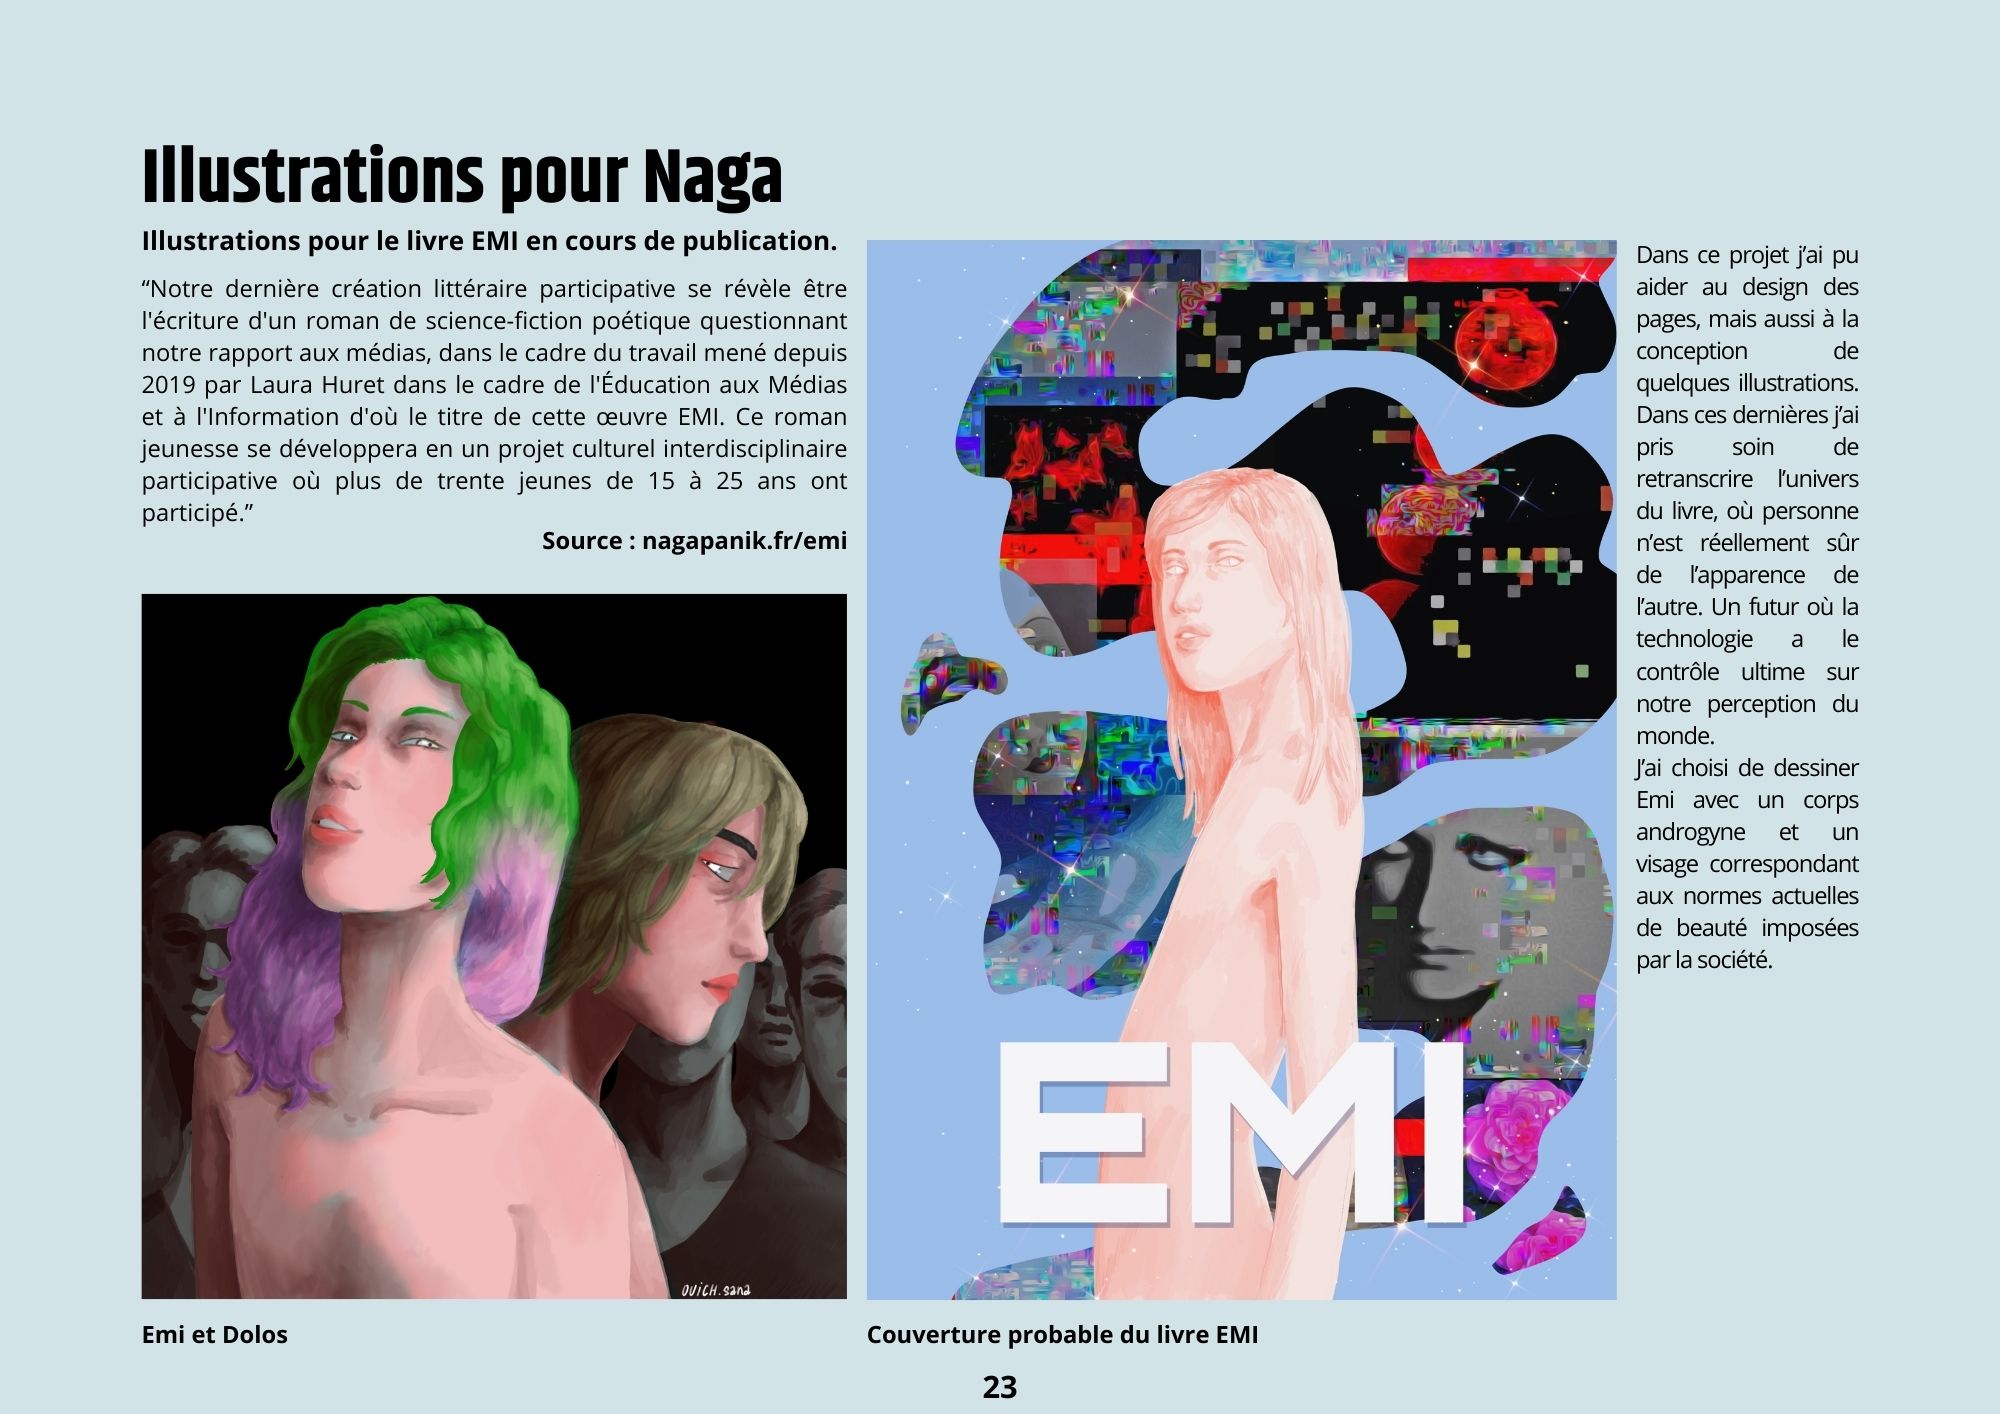 Illustrations pour Naga
Illustrations pour le livre EMI en cours de publication.
“Notre dernière création littéraire participative se révèle être
l'écriture d'un roman de science-fiction poétique questionnant
notre rapport aux médias, dans le cadre du travail mené depuis
2019 par Laura Huret dans le cadre de l'Éducation aux Médias
et à l'Information d'où le titre de cette œuvre EMI. Ce roman
jeunesse se développera en un projet culturel interdisciplinaire
participative où plus de trente jeunes de 15 à 25 ans ont
participé.”
Source : nagapanik.fr/emi
OUiCH.sana
Emi et Dolos
EMI
Couverture probable du livre EMI
Dans ce projet j’ai pu
aider au design des
pages, mais aussi à la
conception de
quelques illustrations.
Dans ces dernières j’ai
pris soin de
retranscrire l’univers
du livre, où personne
n’est réellement sûr
de l’apparence de
l’autre. Un futur où la
technologie a le
contrôle ultime sur
notre perception du
monde.
J’ai choisi de dessiner
Emi avec un corps
androgyne et un
visage correspondant
aux normes actuelles
de beauté imposées
par la société.
23